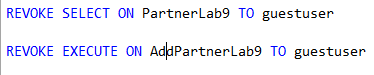 REVOKE SELECT ON PartnerLab9 TO guestuser
REVOKE EXECUTE ON AddPartnerLab9 TO guestuser